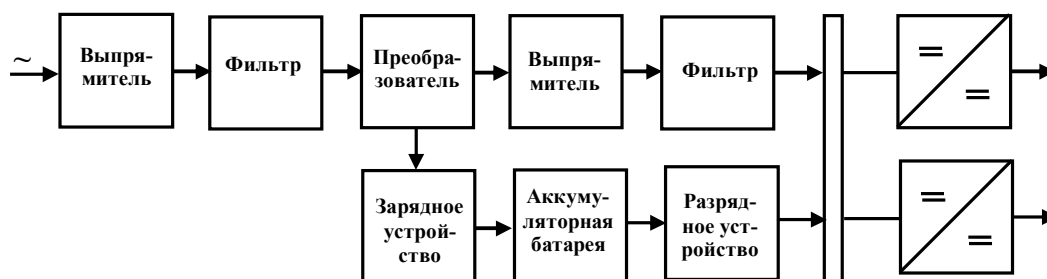 ~
Выпря-
митель
Фильтр
Преобра-
зователь
Выпря-
митель
Фильтр
=
=
Зарядное
устрой-
ство
Аккуму-
ляторная
батарея
Разряд-
ное уст-
ройство
=
=